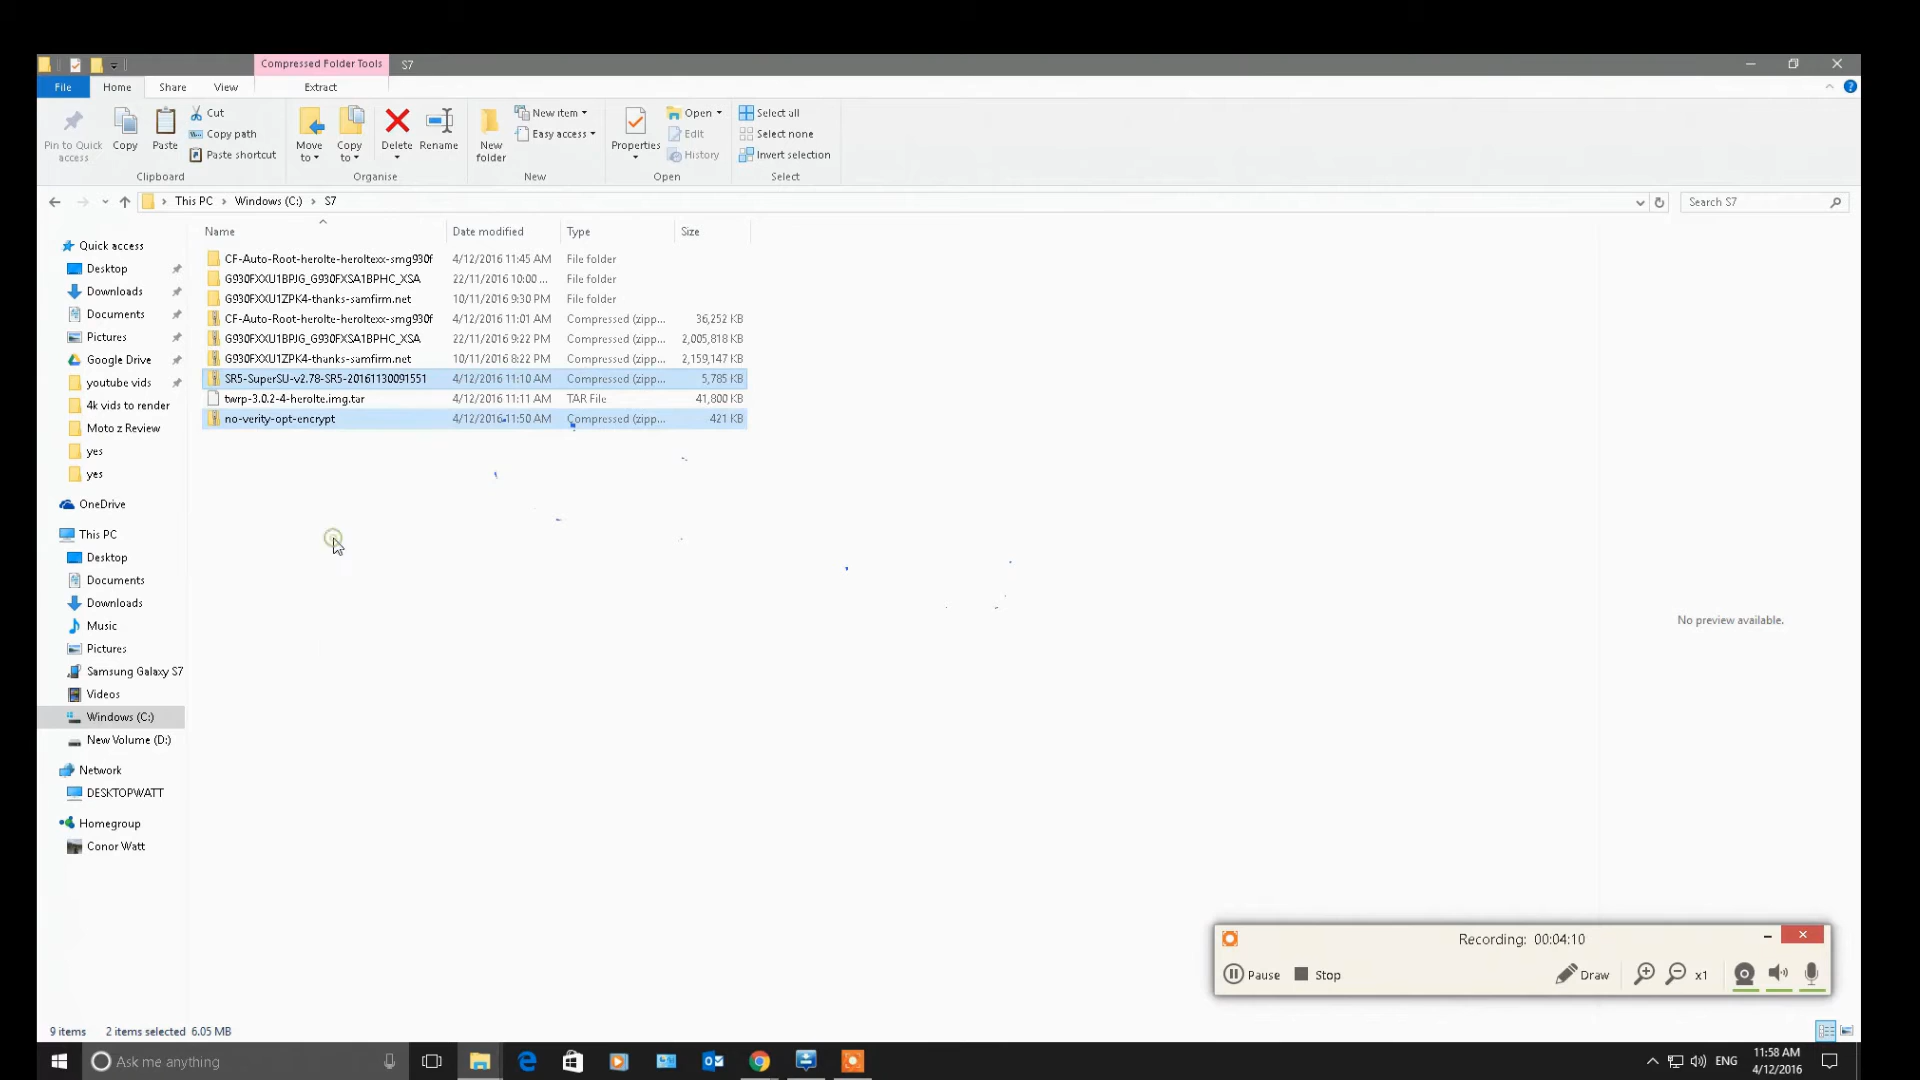 Compressed Folder Tools
S7
File
Home
Share
View
Extract
Pin to Quick access
Copy
Paste
Cut
Copy path
Paste shortcut
Clipboard
Move to
Copy to
Delete
Rename
Organise
New folder
New item
Easy access
New
Properties
Open
Edit
History
Open
Select all
Select none
Invert selection
Select
This PC
Windows (C:)
S7
Search S7
Name
Date modified
Type
Size
CF-Auto-Root-herolte-heroltexx-smg930f 4/12/2016 11:45 AM File folder
G930FXXU1BPJG_G930FXSA1BPHC_XSA 22/11/2016 10:00 ... File folder
G930FXXU1ZPK4-thanks-samfirm.net 10/11/2016 9:30 PM File folder
CF-Auto-Root-herolte-heroltexx-smg930f 4/12/2016 11:01 AM Compressed (zipp... 36,252 KB
G930FXXU1BPJG_G930FXSA1BPHC_XSA 22/11/2016 9:22 PM Compressed (zipp... 2,005,818 KB
G930FXXU1ZPK4-thanks-samfirm.net 10/11/2016 8:22 PM Compressed (zipp... 2,159,147 KB
SR5-SuperSU-v2.78-SR5-20161130091551 4/12/2016 11:10 AM Compressed (zipp... 5,785 KB
twrp-3.0.2-4-herolte.img.tar 4/12/2016 11:11 AM TAR File 41,800 KB
no-verity-opt-encrypt 4/12/2016 11:50 AM Compressed (zipp... 421 KB
Quick access
Desktop
Downloads
Documents
Pictures
Google Drive
youtube vids
4k vids to render
Moto z Review
yes
yes
OneDrive
This PC
Desktop
Documents
Downloads
Music
Pictures
Samsung Galaxy S7
Videos
Windows (C:)
New Volume (D:)
Network
DESKTOPWATT
Homegroup
Conor Watt
No preview available.
Recording: 00:04:10
Pause
Stop
Draw
x1
9 items
2 items selected 6.05 MB
Ask me anything
ENG
11:58 AM
4/12/2016